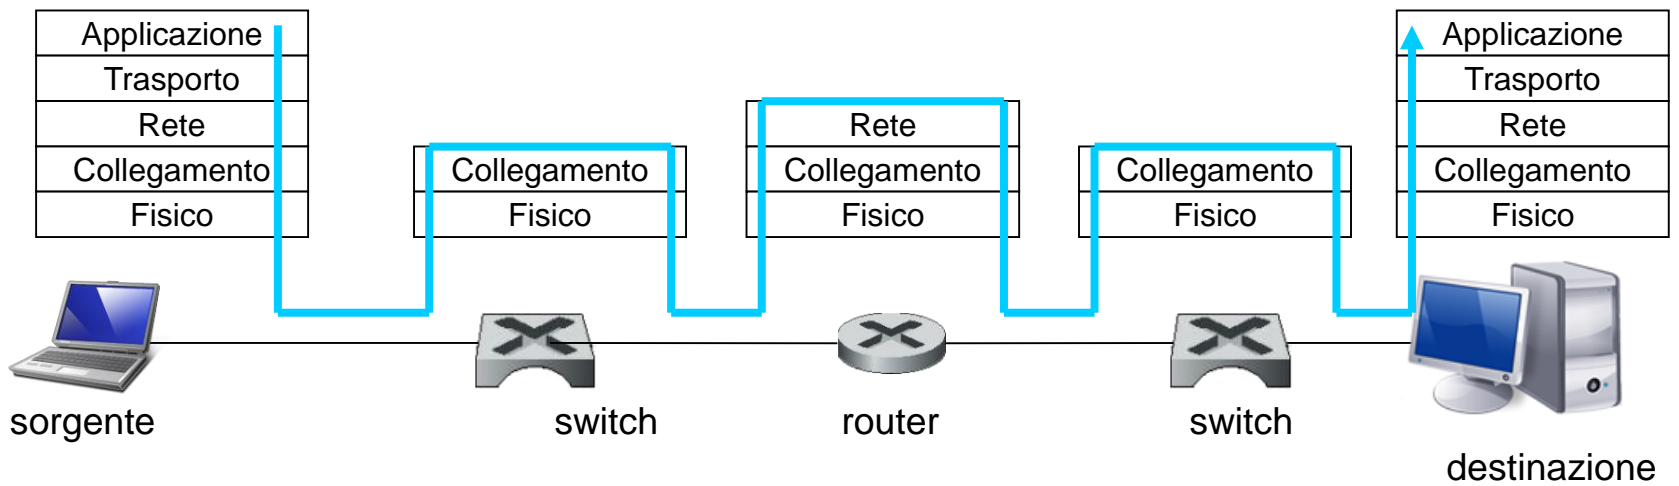 Applicazione
Trasporto
Rete
Collegamento
Fisico
Collegamento
Fisico
Rete
Collegamento
Fisico
Collegamento
Fisico
Applicazione
Trasporto
Rete
Collegamento
Fisico
sorgente
switch
router
switch
destinazione